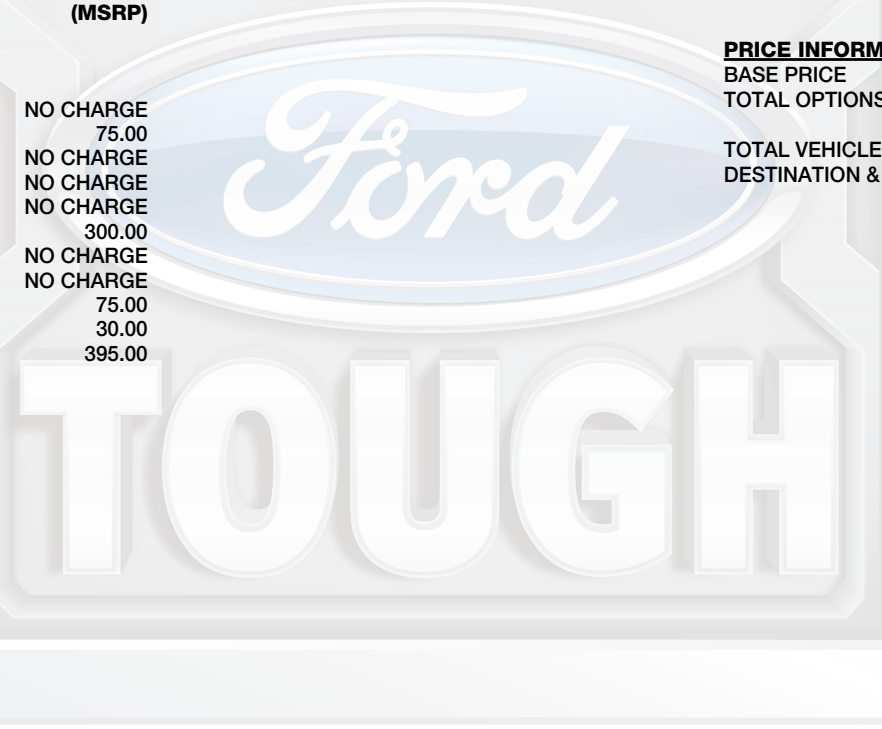 (MSRP)
NO CHARGE
75.00
NO CHARGE
NO CHARGE
NO CHARGE
300.00
NO CHARGE
NO CHARGE
75.00
30.00
395.00
PRICE INFORM
BASE PRICE
TOTAL OPTIONS
TOTAL VEHICLE
DESTINATION &
Ford
TOUGH